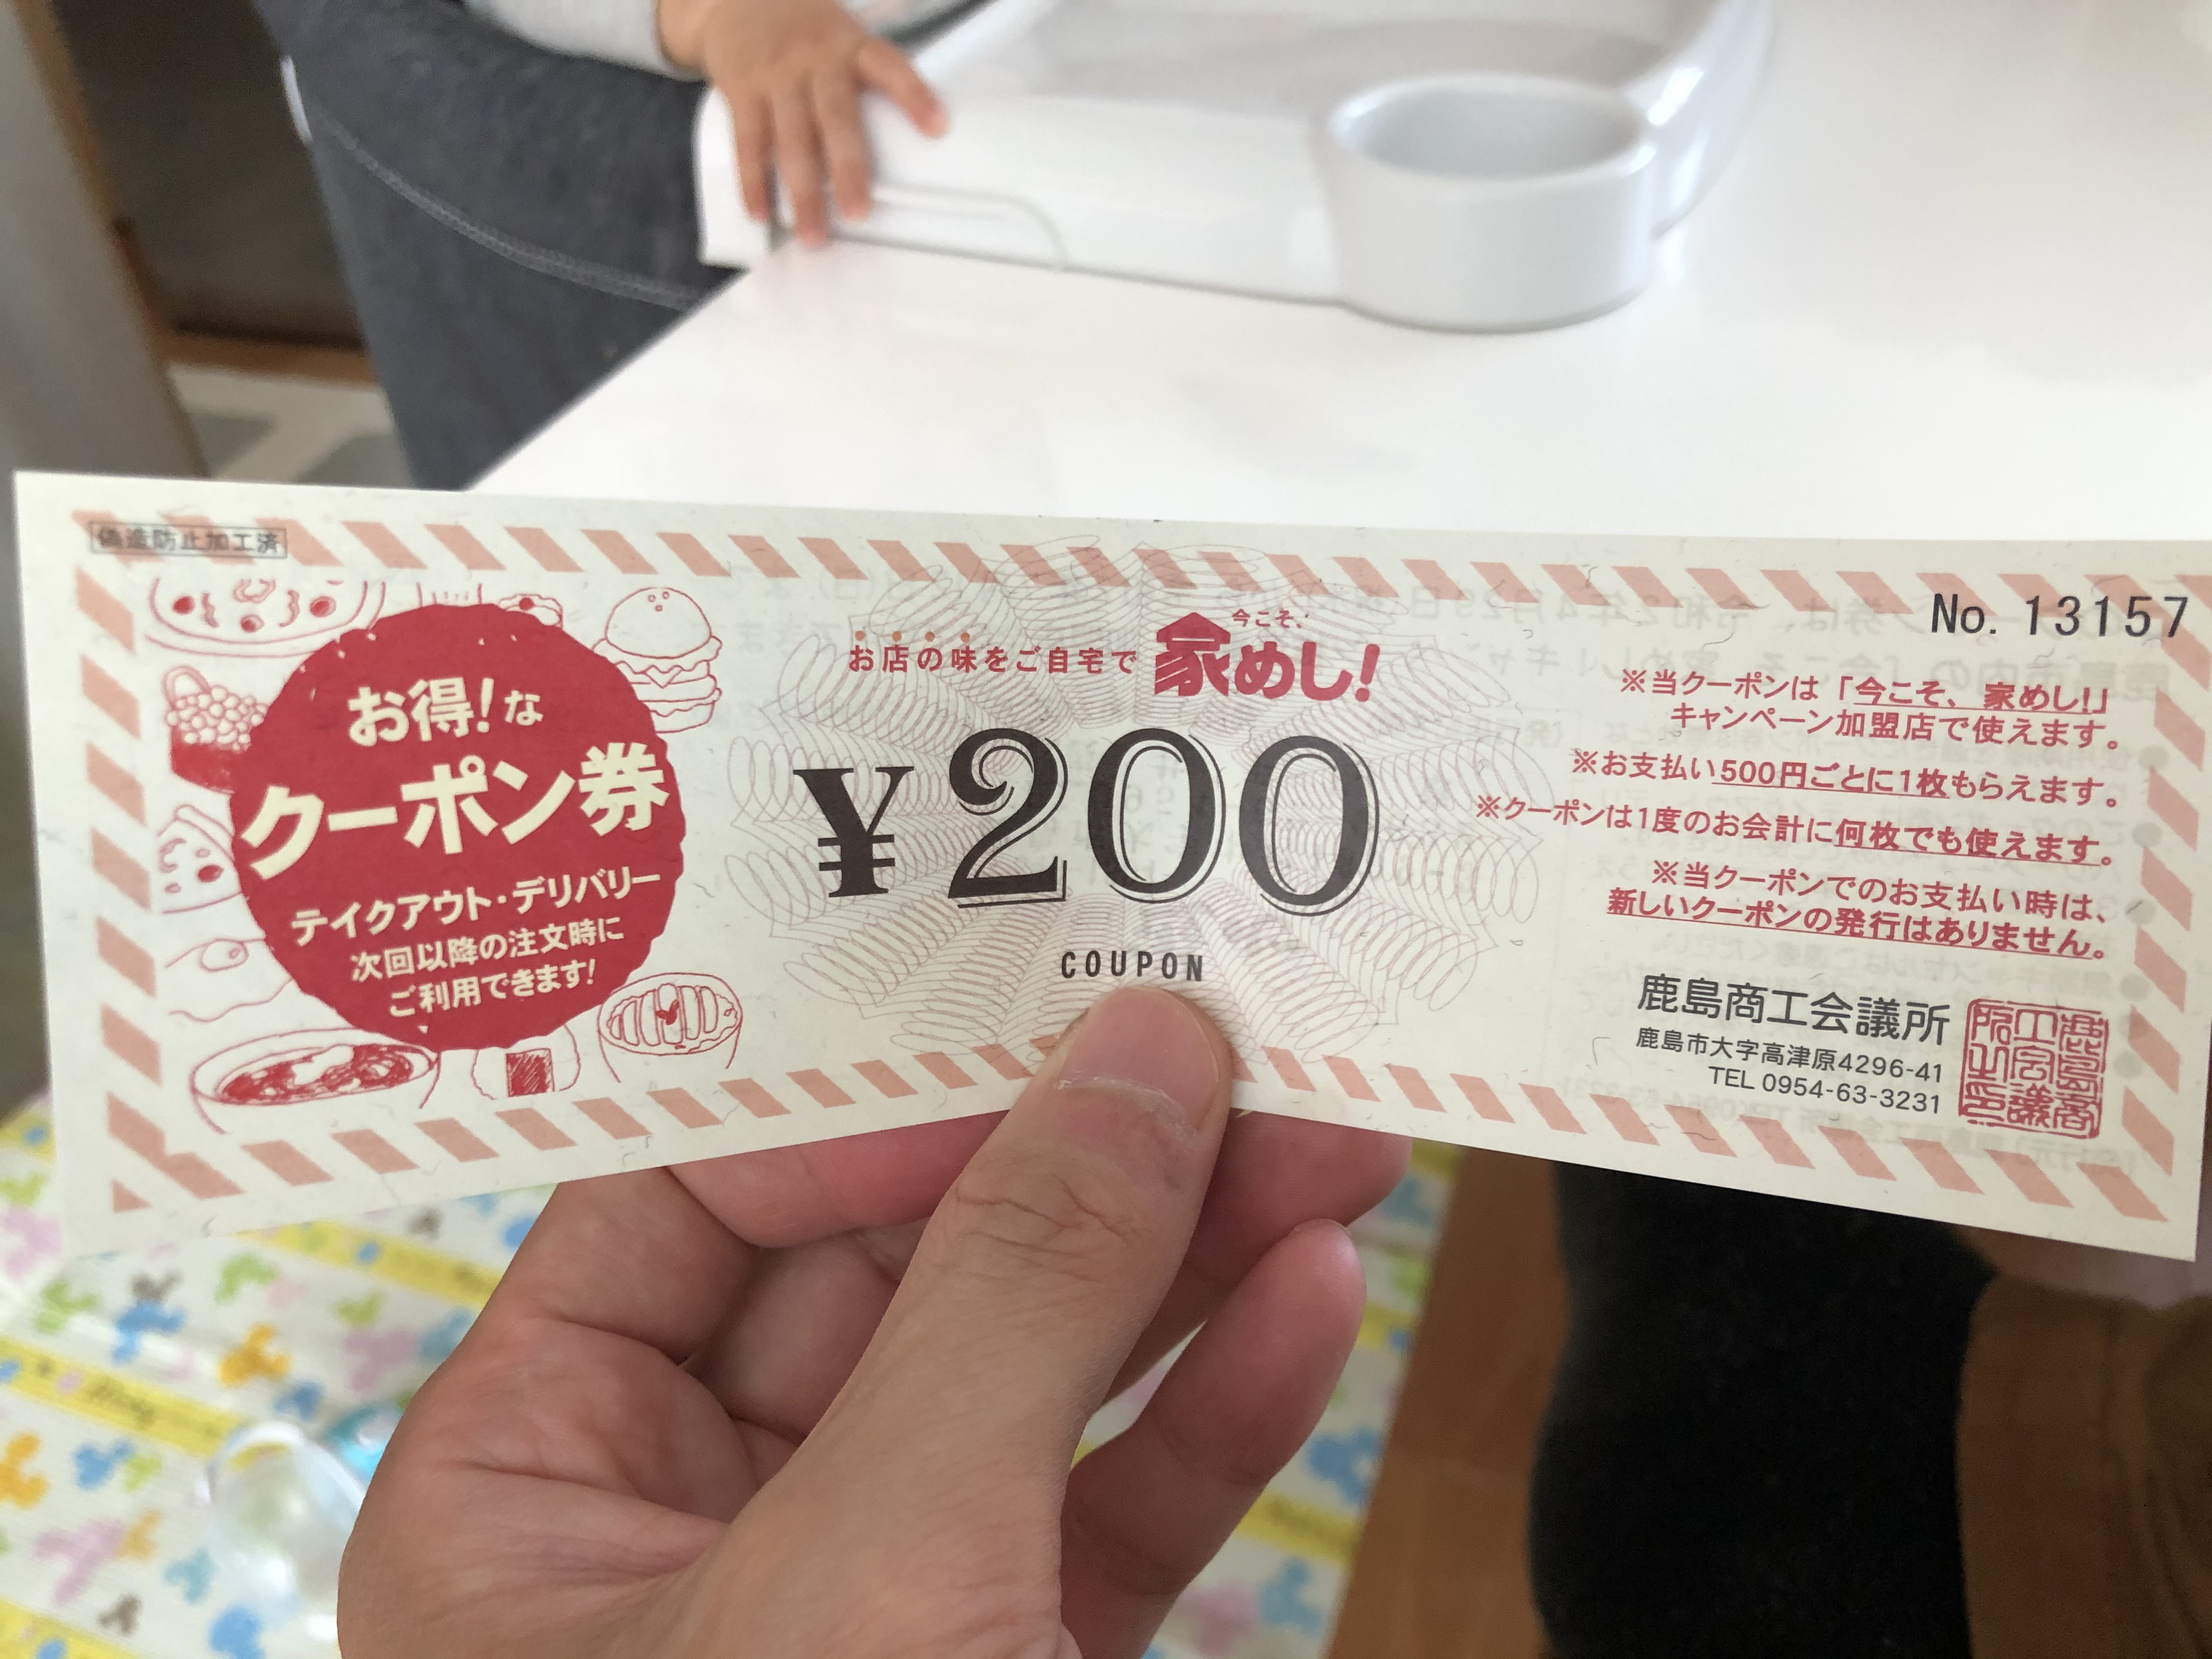 偽造防止加工済
お得!な
クーポン券
テイクアウト・デリバリー
次回以降の注文時に
ご利用できます!
お店の味をご自宅で
今こそ、
家めし!
¥200
COUPON
No. 13157
※当クーポンは「今こそ、家めし!」
キャンペーン加盟店で使えます。
※お支払い500円ごとに1枚もらえます。
※クーポンは1度のお会計に何枚でも使えます。
※当クーポンでのお支払い時は、
新しいクーポンの発行はありません。
鹿島商工会議所
鹿島市大字高津原4296-41
TEL 0954-63-3231
鹿島商工会議所之印